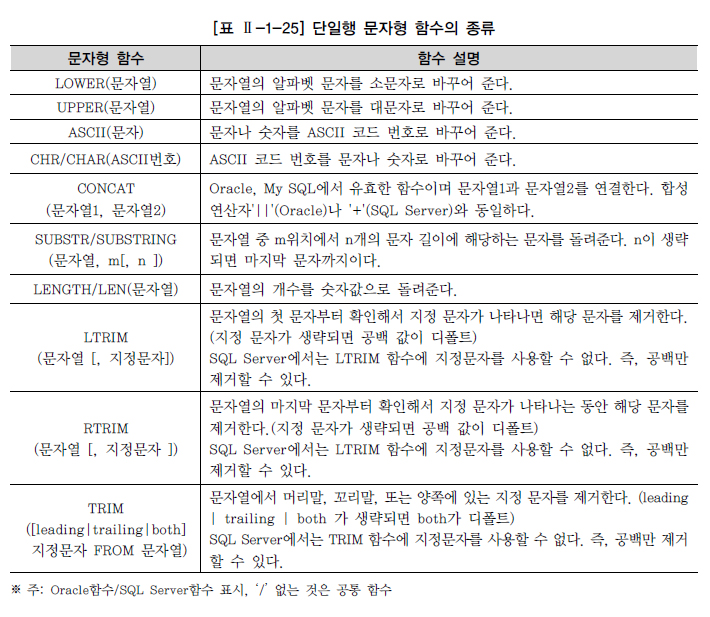 [표 Ⅱ-1-25] 단일행 문자형 함수의 종류
문자형 함수 함수 설명
LOWER(문자열) 문자열의 알파벳 문자를 소문자로 바꾸어 준다.
UPPER(문자열) 문자열의 알파벳 문자를 대문자로 바꾸어 준다.
ASCII(문자) 문자나 숫자를 ASCII 코드 번호로 바꾸어 준다.
CHR/CHAR(ASCII번호) ASCII 코드 번호를 문자나 숫자로 바꾸어 준다.
CONCAT
(문자열1, 문자열2)
Oracle, My SQL에서 유효한 함수이며 문자열1과 문자열2를 연결한다. 합성
연산자'||'(Oracle)나 '+'(SQL Server)와 동일하다.
SUBSTR/SUBSTRING
(문자열, m[, n ])
문자열 중 m위치에서 n개의 문자 길이에 해당하는 문자를 돌려준다. n이 생략
되면 마지막 문자까지이다.
LENGTH/LEN(문자열) 문자열의 개수를 숫자값으로 돌려준다.
LTRIM
(문자열 [, 지정문자])
문자열의 첫 문자부터 확인해서 지정 문자가 나타나면 해당 문자를 제거한다.
(지정 문자가 생략되면 공백 값이 디폴트)
SQL Server에서는 LTRIM 함수에 지정문자를 사용할 수 없다. 즉, 공백만
제거할 수 있다.
RTRIM
(문자열 [, 지정문자 ])
문자열의 마지막 문자부터 확인해서 지정 문자가 나타나는 동안 해당 문자를
제거한다.(지정 문자가 생략되면 공백 값이 디폴트)
SQL Server에서는 LTRIM 함수에 지정문자를 사용할 수 없다. 즉, 공백만
제거할 수 있다.
TRIM
([leading|trailing|both]
지정문자 FROM 문자열)
문자열에서 머리말, 꼬리말, 또는 양쪽에 있는 지정 문자를 제거한다. (leading
| trailing | both 가 생략되면 both가 디폴트)
SQL Server에서는 TRIM 함수에 지정문자를 사용할 수 없다. 즉, 공백만 제거
할 수 있다.
※ 주: Oracle함수/SQL Server함수 표시, '/' 없는 것은 공통 함수